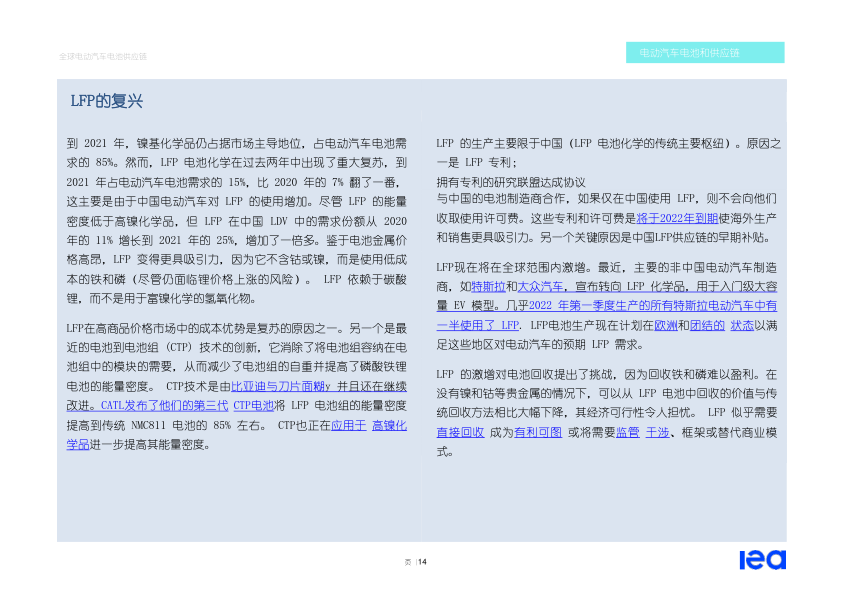 全球电动汽车电池供应链
电动汽车电池和供应链
LFP的复兴
到 2021 年，镍基化学品仍占据市场主导地位，占电动汽车电池需
求的 85%。然而，LFP 电池化学在过去两年中出现了重大复苏，到
2021 年占电动汽车电池需求的 15%，比 2020 年的 7% 翻了一番，
这主要是由于中国电动汽车对 LFP 的使用增加。尽管 LFP 的能量
密度低于高镍化学品，但 LFP 在中国 LDV 中的需求份额从 2020
年的 11% 增长到 2021 年的 25%，增加了一倍多。鉴于电池金属价
格高昂，LFP 变得更具吸引力，因为它不含钴或镍，而是使用低成
本的铁和磷（尽管仍面临锂价格上涨的风险）。 LFP 依赖于碳酸
锂，而不是用于富镍化学的氢氧化物。
LFP在高商品价格市场中的成本优势是复苏的原因之一。另一个是最
近的电池到电池组 (CTP) 技术的创新，它消除了将电池组容纳在电
池组中的模块的需要，从而减少了电池组的自重并提高了磷酸铁锂
电池的能量密度。 CTP技术是由比亚迪与刀片面糊y 并且还在继续
改进。CATL发布了他们的第三代 CTP电池将 LFP 电池组的能量密度
提高到传统 NMC811 电池的 85% 左右。 CTP也正在应用于 高镍化
学品进一步提高其能量密度。
LFP 的生产主要限于中国（LFP 电池化学的传统主要枢纽）。原因之
一是 LFP 专利；
拥有专利的研究联盟达成协议
与中国的电池制造商合作，如果仅在中国使用 LFP，则不会向他们
收取使用许可费。这些专利和许可费是将于2022年到期使海外生产
和销售更具吸引力。另一个关键原因是中国LFP供应链的早期补贴。
LFP现在将在全球范围内激增。最近，主要的非中国电动汽车制造
商，如特斯拉和大众汽车，宣布转向 LFP 化学品，用于入门级大容
量 EV 模型。几乎2022 年第一季度生产的所有特斯拉电动汽车中有
一半使用了 LFP. LFP电池生产现在计划在欧洲和团结的 状态以满
足这些地区对电动汽车的预期 LFP 需求。
LFP 的激增对电池回收提出了挑战，因为回收铁和磷难以盈利。在
没有镍和钴等贵金属的情况下，可以从 LFP 电池中回收的价值与传
统回收方法相比大幅下降，其经济可行性令人担忧。 LFP 似乎需要
直接回收 成为有利可图 或将需要监管 干涉、框架或替代商业模
式。
页 |14
iea